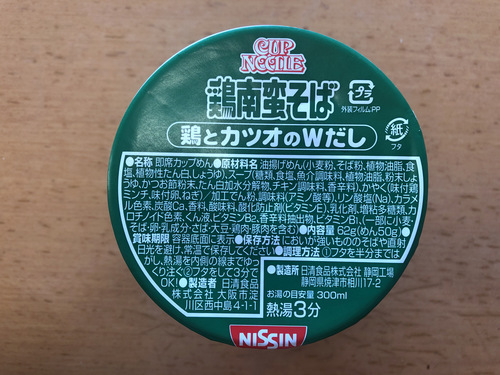 CUP
NOODLE
鶏南蛮そば
プラ
外装フィルム:PP
鶏とカツオのWだし
紙
フタ
●名称 即席カップめん●原材料名 油揚げめん(小麦粉、そば粉、植物油脂、食
塩、植物性たん白、しょうゆ)、スープ(糖類、食塩、魚介調味料、植物油脂、粉末しょ
うゆ、かつお節粉末、たん白加水分解物、チキン調味料、香辛料)、かやく(味付鶏
ミンチ、味付卵、ねぎ)/加工でん粉、調味料(アミノ酸等)、リン酸塩(Na)、カラメ
ル色素、炭酸Ca、香料、酸味料、酸化防止剤(ビタミンE)、乳化剤、増粘多糖類、カ
ロチノイド色素、くん液、ビタミンB2、香辛料抽出物、ビタミンB1、(一部に小麦・
そば・卵・乳成分・さば・大豆・鶏肉・豚肉を含む)●内容量 62g(めん50g)●
賞味期限 容器底面に表示●保存方法 においが強いもののそばや直射
日光を避け、常温で保存してください●調理方法 ①フタを半分までは
がし、熱湯を内側の線までゆっ
くり注ぐ②フタをして3分で
OK!●製造者 日清食品
株式会社 大阪市淀
川区西中島4-1-1
●製造所 日清食品株式会社 静岡工場
静岡県焼津市相川17-2
お湯の目安量 300ml
熱湯3分
NISSIN